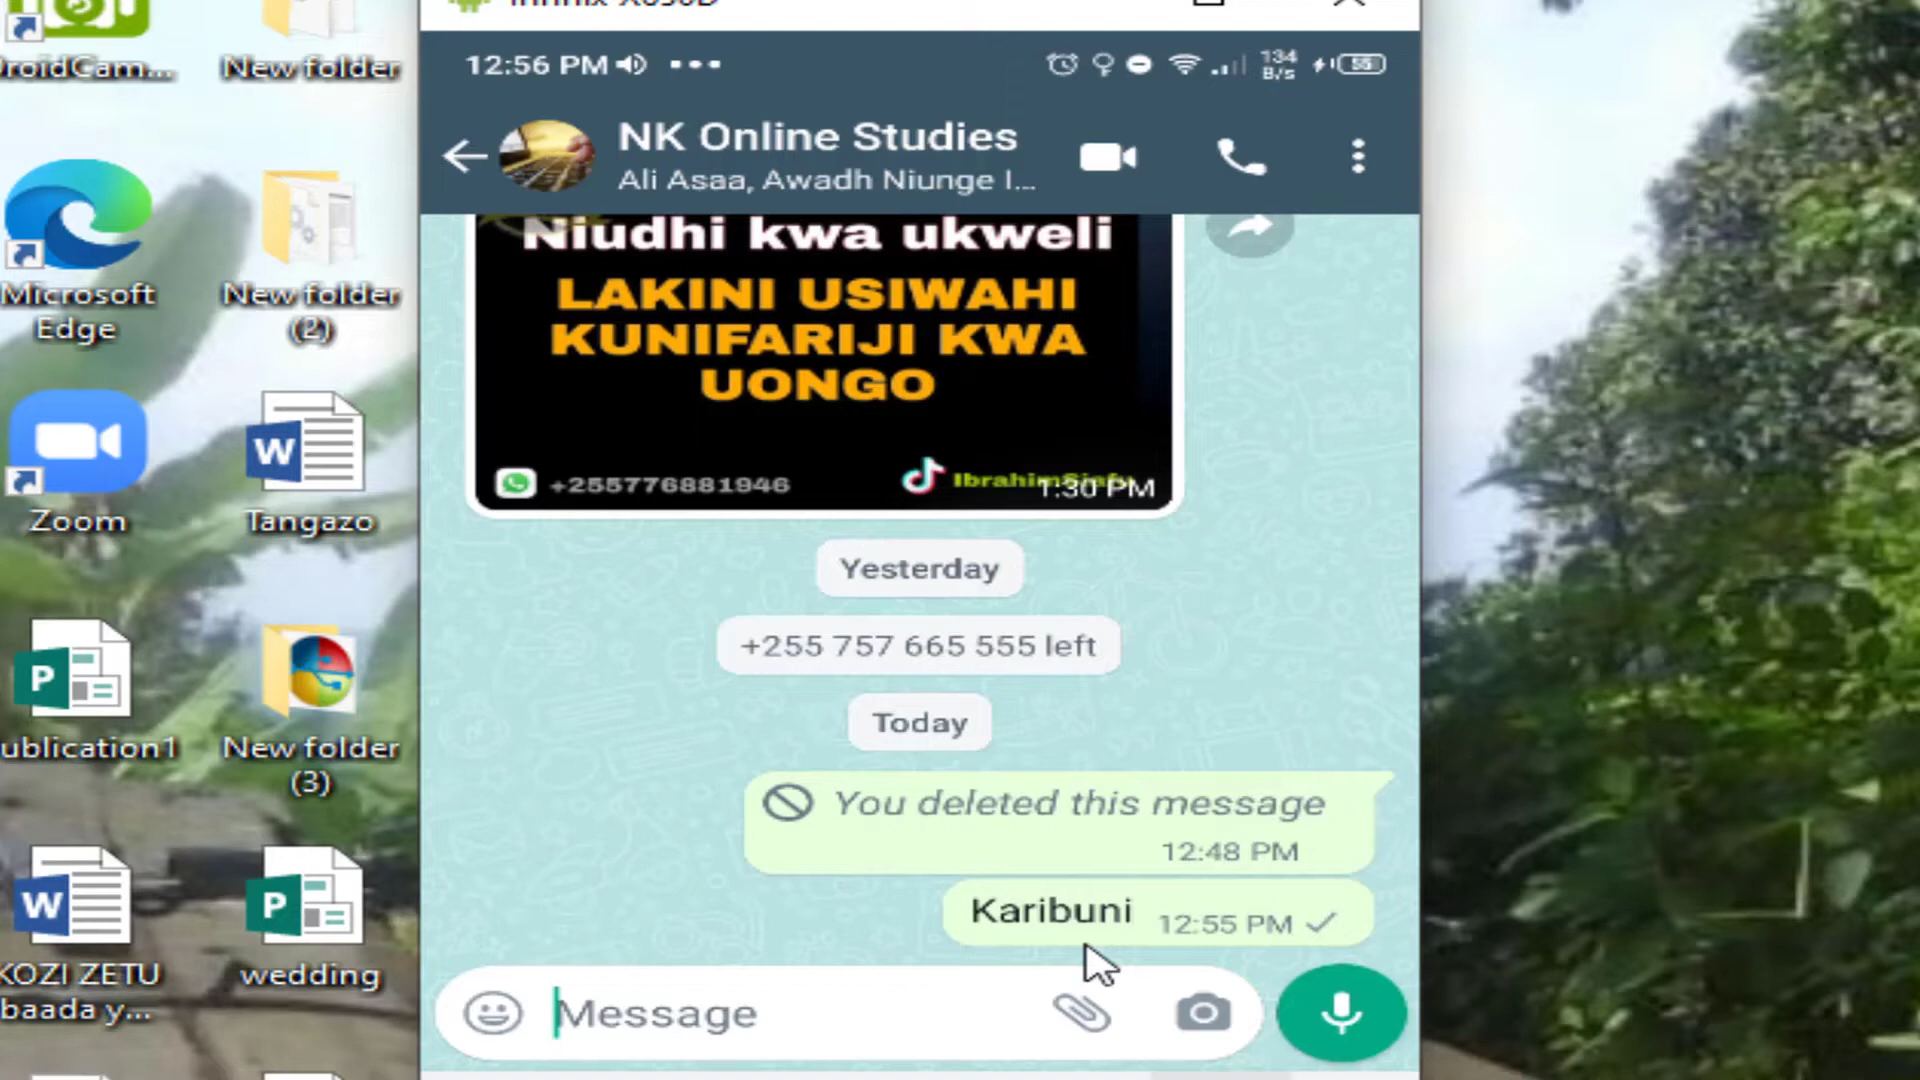 DroidCam...
New folder
Microsoft
Edge
New folder
(2)
Zoom
Tangazo
ublication1
New folder
(3)
KOZI ZETU
baada y...
wedding
12:56 PM
134
B/s
55
NK Online Studies
Ali Asaa, Awadh Niunge I...
Niudhi kwa ukweli
LAKINI USIWAHI
KUNIFARIJI KWA
UONGO
+255776881946
IbrahimSiafu
1:30 PM
Yesterday
+255 757 665 555 left
Today
You deleted this message
12:48 PM
Karibuni
12:55 PM
Message